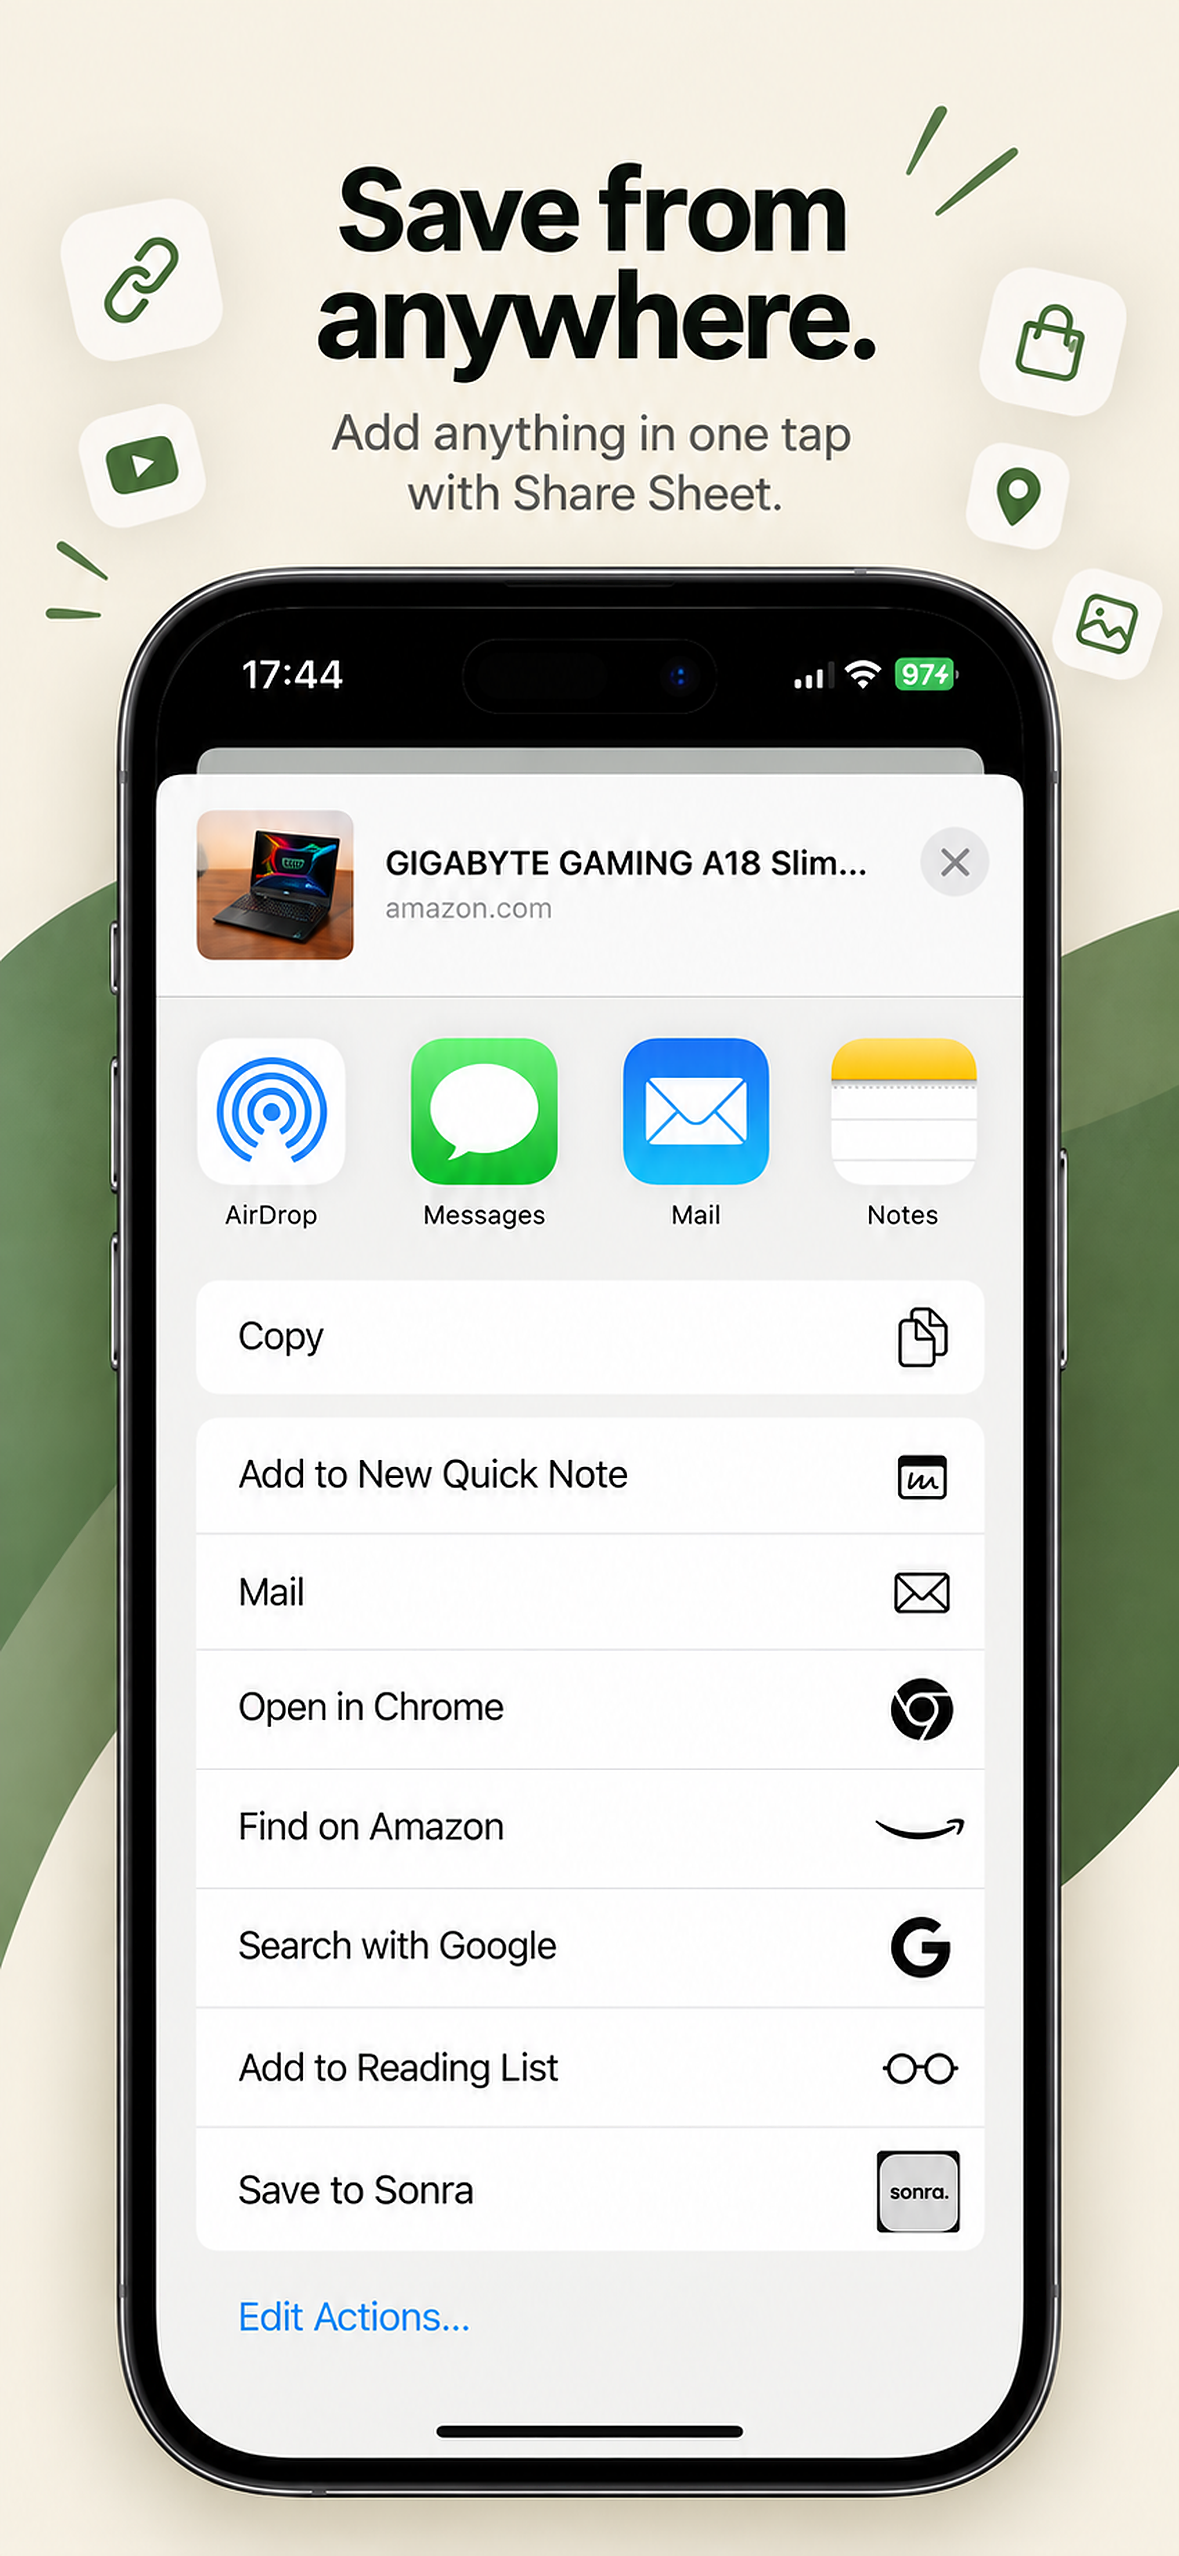 Save from
anywhere.
Add anything in one tap
with Share Sheet.
17:44
97
GIGABYTE GAMING A18 Slim...
amazon.com
AirDrop
Messages
Mail
Notes
Copy
Add to New Quick Note
Mail
Open in Chrome
Find on Amazon
Search with Google
Add to Reading List
Save to Sonra
sonra.
Edit Actions...